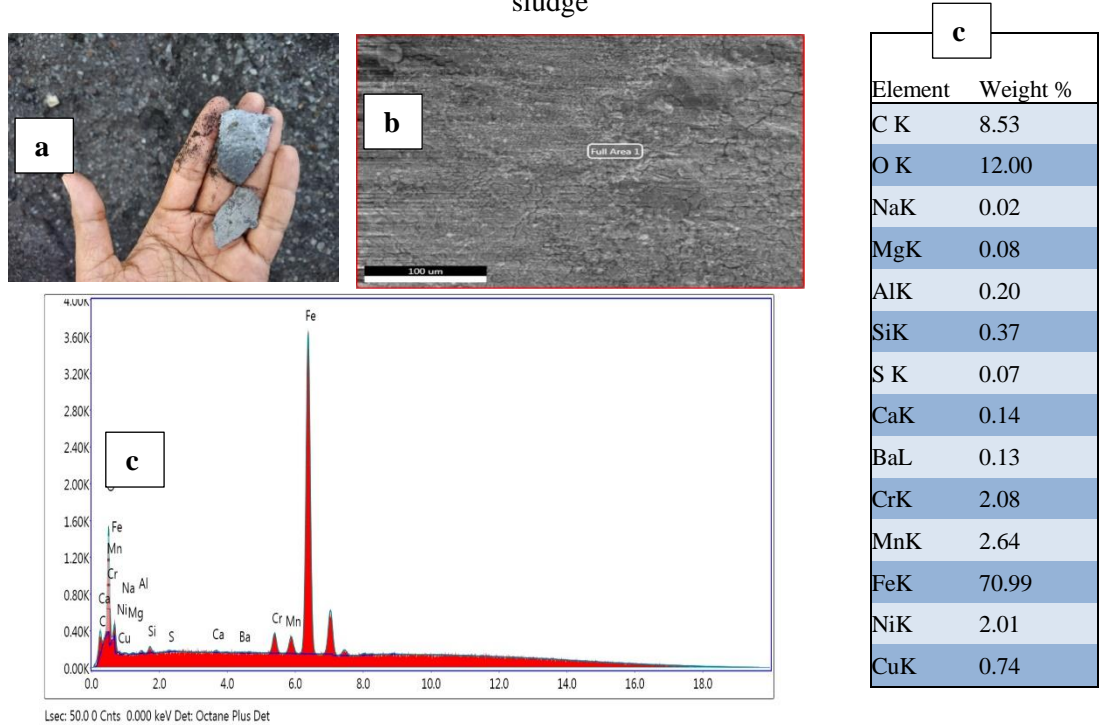 sludge
a
b
Full Area 1
100 um
c
Element Weight %
C K 8.53
O K 12.00
NaK 0.02
MgK 0.08
AlK 0.20
SiK 0.37
S K 0.07
CaK 0.14
BaL 0.13
CrK 2.08
MnK 2.64
FeK 70.99
NiK 2.01
CuK 0.74
4.00K
3.60K
3.20K
2.80K
2.40K
2.00K
1.60K
1.20K
0.80K
0.40K
0.00K
c
Fe
Fe
Mn
Cr
Na Al
Ca
Ni Mg
C
Cu
Si
S
Ca
Ba
Cr Mn
0.0 2.0 4.0 6.0 8.0 10.0 12.0 14.0 16.0 18.0
Lsec: 50.0 0 Cnts 0.000 keV Det: Octane Plus Det